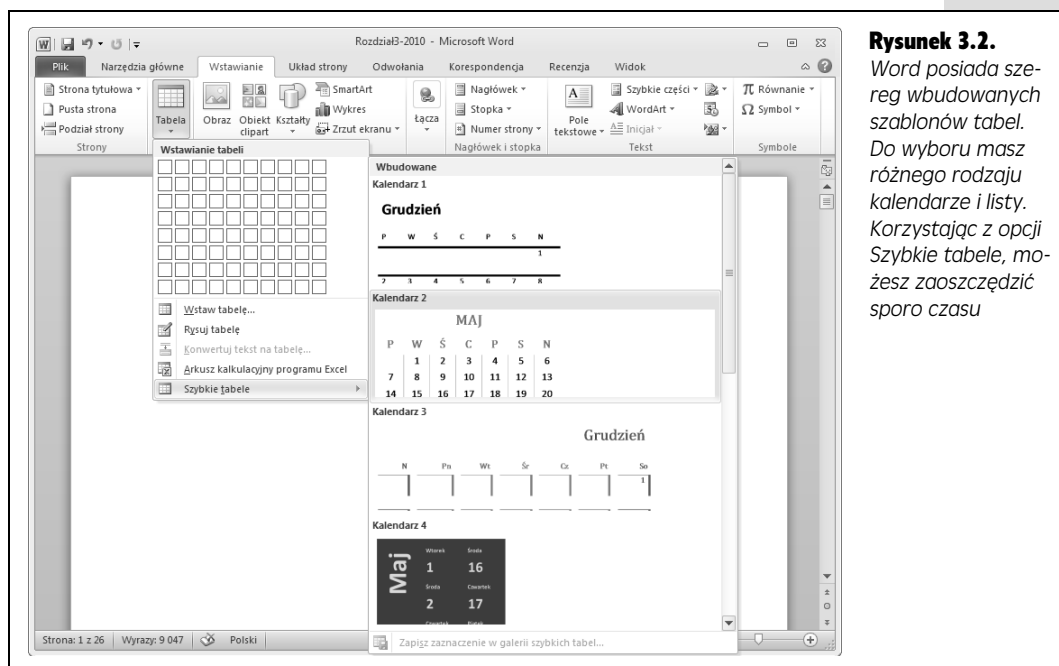 Rozdział3-2010 - Microsoft Word
Plik Narzędzia główne Wstawianie Układ strony Odwołania Korespondencja Recenzja Widok
Strona tytułowa
Pusta strona
Podział strony
Strony
Tabela
Obraz Obiekt clipart Kształty
SmartArt
Wykres
Zrzut ekranu
Łącza
Nagłówek
Stopka
Numer strony
Nagłówek i stopka
Pole tekstowe
Szybkie części
WordArt
Inicjał
Tekst
Równanie
Symbol
Symbole
Wstawianie tabeli
Wstaw tabelę...
Rysuj tabelę
Konwertuj tekst na tabelę...
Arkusz kalkulacyjny programu Excel
Szybkie tabele
Wbudowane
Kalendarz 1
Grudzień
P W Ś C P S N
1
2 3 4 5 6 7 8
Kalendarz 2
MAJ
P W Ś C P S N
1 2 3 4 5 6
7 8 9 10 11 12 13
14 15 16 17 18 19 20
Kalendarz 3
Grudzień
N Pn Wt Śr Cz Pt So
1
Kalendarz 4
Maj
Wtorek Środa
1 16
Środa Czwartek
2 17
Czwartek Piątek
Zapisz zaznaczenie w galerii szybkich tabel...
Strona: 1 z 26 Wyrazy: 9 047 Polski
Rysunek 3.2.
Word posiada sze-
reg wbudowanych
szablonów tabel.
Do wyboru masz
różnego rodzaju
kalendarze i listy.
Korzystając z opcji
Szybkie tabele, mo-
żesz zaoszczędzić
sporo czasu